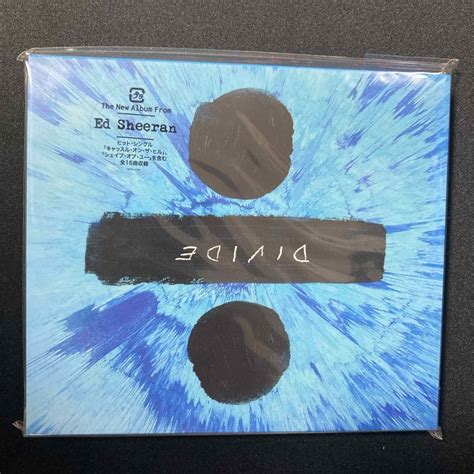 プラ
The New Album From
Ed Sheeran
ヒット・シングル
「キャッスル・オン・ザ・ヒル」、
「シェイプ・オブ・ユー」を含む
全16曲収録
DIVIDE